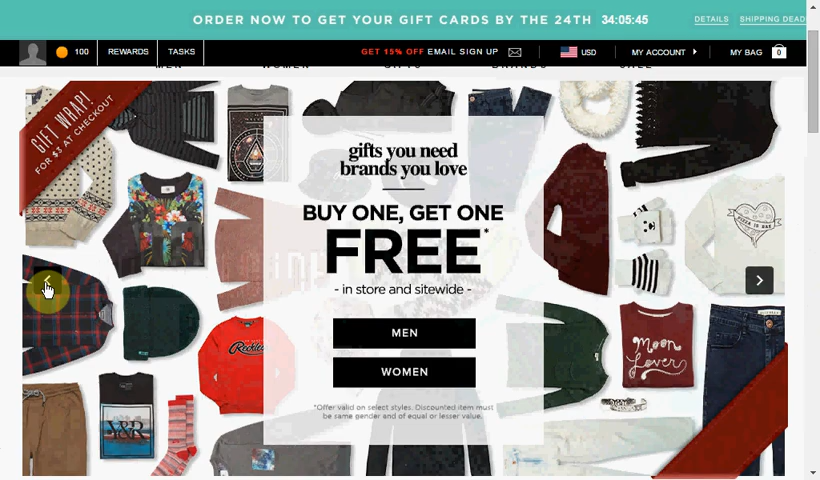 ORDER NOW TO GET YOUR GIFT CARDS BY THE 24TH 34:05:45 DETAILS SHIPPING DEAD
100 REWARDS TASKS GET 15% OFF EMAIL SIGN UP USD MY ACCOUNT MY BAG 0
GIFT WRAP!
FOR $3 AT CHECKOUT
gifts you need
brands you love
BUY ONE, GET ONE
FREE*
- in store and sitewide -
MEN
WOMEN
*Offer valid on select styles. Discounted item must
be same gender and of equal or lesser value.
Moon
Lover